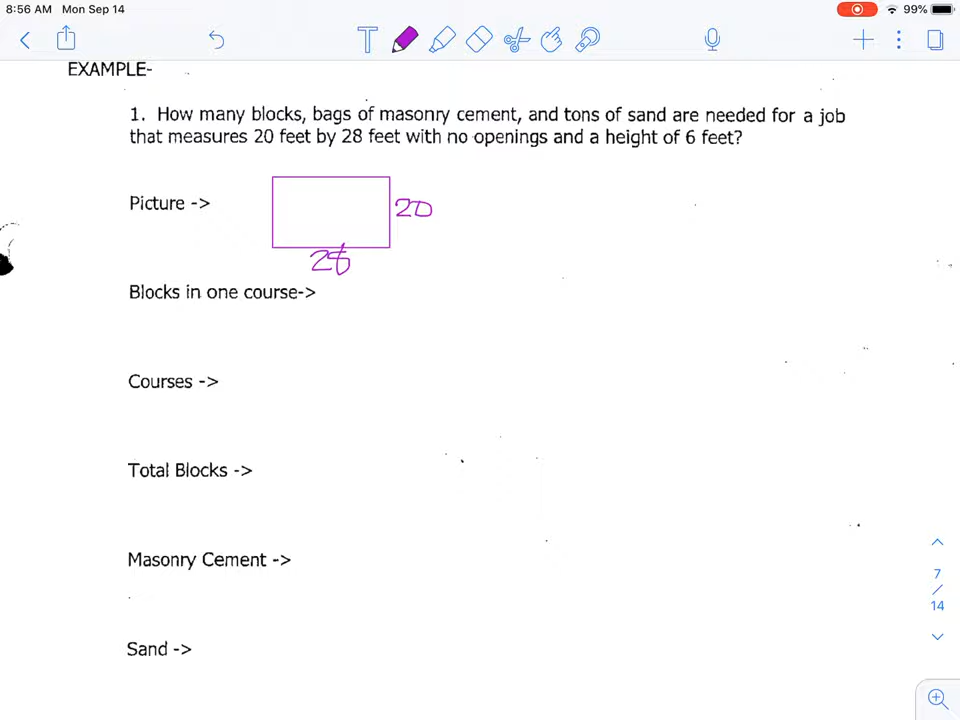 8:56 AM Mon Sep 14
99%
T
EXAMPLE-
1. How many blocks, bags of masonry cement, and tons of sand are needed for a job
that measures 20 feet by 28 feet with no openings and a height of 6 feet?
Picture ->
20
28
Blocks in one course->
Courses ->
Total Blocks ->
Masonry Cement ->
Sand ->
7
/
14